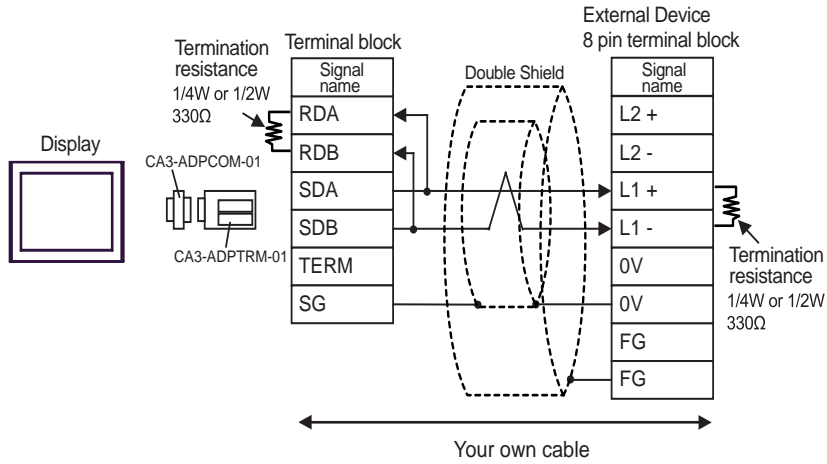 External Device
8 pin terminal block
Termination
resistance
1/4W or 1/2W
330Ω
Terminal block
Signal
name
Double Shield
Signal
name
RDA
L2 +
Display
CA3-ADPCOM-01
RDB
L2 -
SDA
L1 +
SDB
L1 -
CA3-ADPTRM-01
TERM
0V
Termination
resistance
1/4W or 1/2W
330Ω
SG
0V
FG
FG
Your own cable